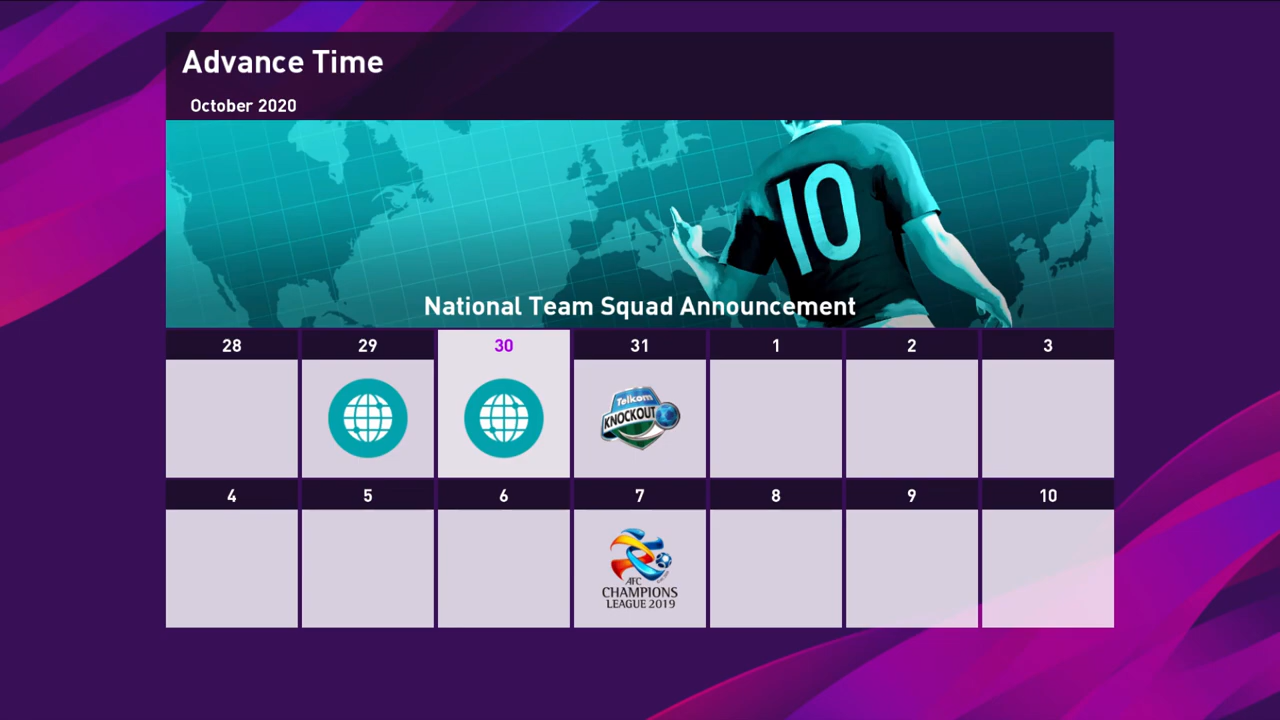 Advance Time
October 2020
10
National Team Squad Announcement
28 29 30 31 1 2 3
Telkom
KNOCKOUT
4 5 6 7 8 9 10
AFC
CHAMPIONS
LEAGUE 2019